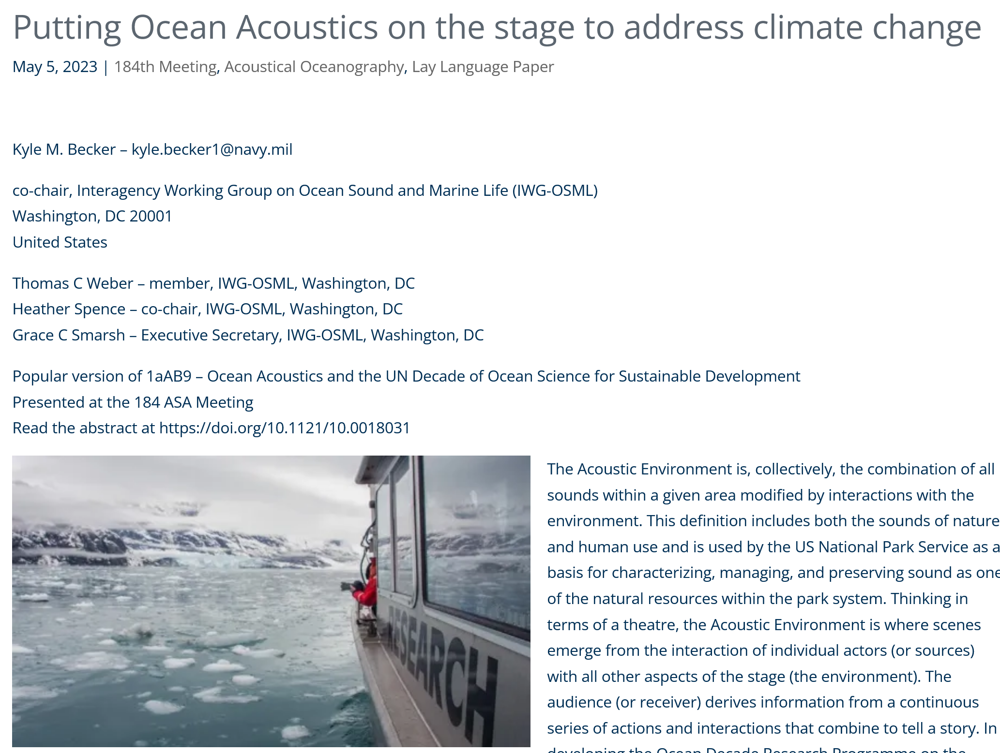 Putting Ocean Acoustics on the stage to address climate change
May 5, 2023 | 184th Meeting, Acoustical Oceanography, Lay Language Paper
Kyle M. Becker – kyle.becker1@navy.mil
co-chair, Interagency Working Group on Ocean Sound and Marine Life (IWG-OSML)
Washington, DC 20001
United States
Thomas C Weber – member, IWG-OSML, Washington, DC
Heather Spence – co-chair, IWG-OSML, Washington, DC
Grace C Smarsh – Executive Secretary, IWG-OSML, Washington, DC
Popular version of 1aAB9 – Ocean Acoustics and the UN Decade of Ocean Science for Sustainable Development
Presented at the 184 ASA Meeting
Read the abstract at https://doi.org/10.1121/10.0018031
RESEARCH
The Acoustic Environment is, collectively, the combination of all
sounds within a given area modified by interactions with the
environment. This definition includes both the sounds of nature
and human use and is used by the US National Park Service as a
basis for characterizing, managing, and preserving sound as one
of the natural resources within the park system. Thinking in
terms of a theatre, the Acoustic Environment is where scenes
emerge from the interaction of individual actors (or sources)
with all other aspects of the stage (the environment). The
audience (or receiver) derives information from a continuous
series of actions and interactions that combine to tell a story. In
developing the Ocean Decade Research Programme on the